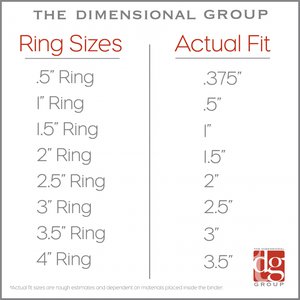 THE DIMENSIONAL GROUP
Ring Sizes Actual Fit
.5" Ring .375"
1" Ring .5"
1.5" Ring 1"
2" Ring 1.5"
2.5" Ring 2"
3" Ring 2.5"
3.5" Ring 3"
4" Ring 3.5"
THE DIMENSIONAL
dg
GROUP
*Actual fit sizes are rough estimates and dependent on materials placed inside the binder